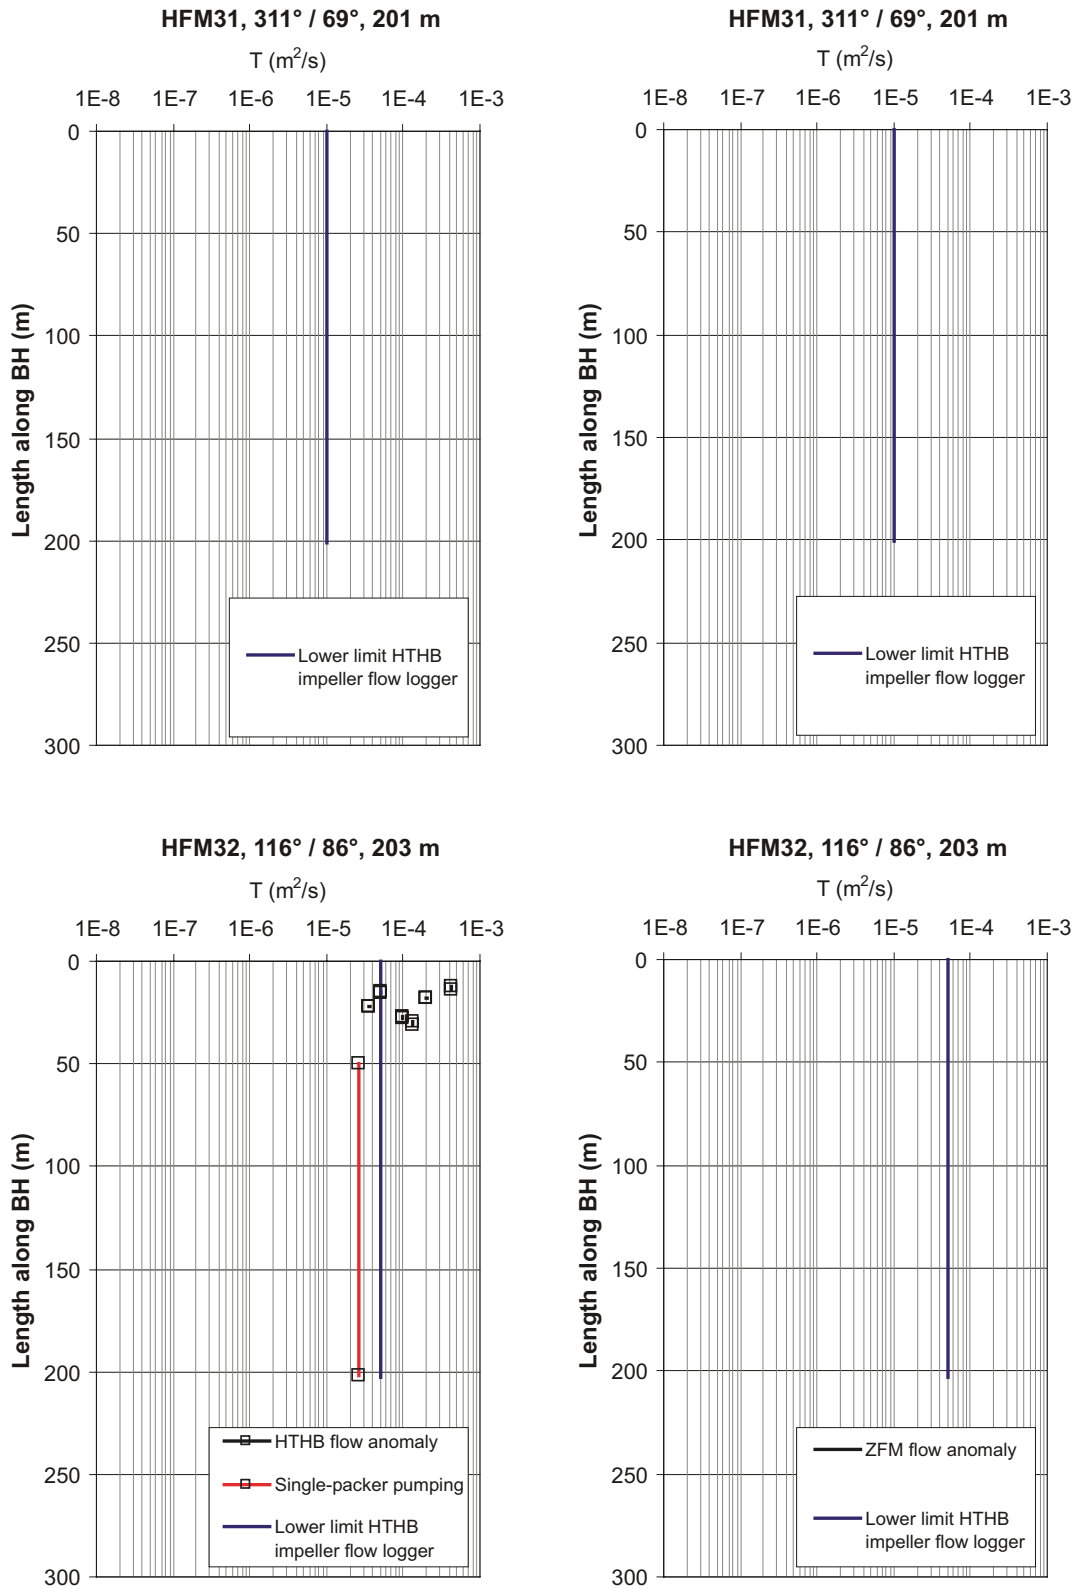 HFM31, 311° / 69°, 201 m
T (m²/s)
1E-8 1E-7 1E-6 1E-5 1E-4 1E-3
0
50
100
150
200
250
300
Length along BH (m)
Lower limit HTHB
impeller flow logger
HFM31, 311° / 69°, 201 m
T (m²/s)
1E-8 1E-7 1E-6 1E-5 1E-4 1E-3
0
50
100
150
200
250
300
Length along BH (m)
Lower limit HTHB
impeller flow logger
HFM32, 116° / 86°, 203 m
T (m²/s)
1E-8 1E-7 1E-6 1E-5 1E-4 1E-3
0
50
100
150
200
250
300
Length along BH (m)
HTHB flow anomaly
Single-packer pumping
Lower limit HTHB
impeller flow logger
HFM32, 116° / 86°, 203 m
T (m²/s)
1E-8 1E-7 1E-6 1E-5 1E-4 1E-3
0
50
100
150
200
250
300
Length along BH (m)
ZFM flow anomaly
Lower limit HTHB
impeller flow logger